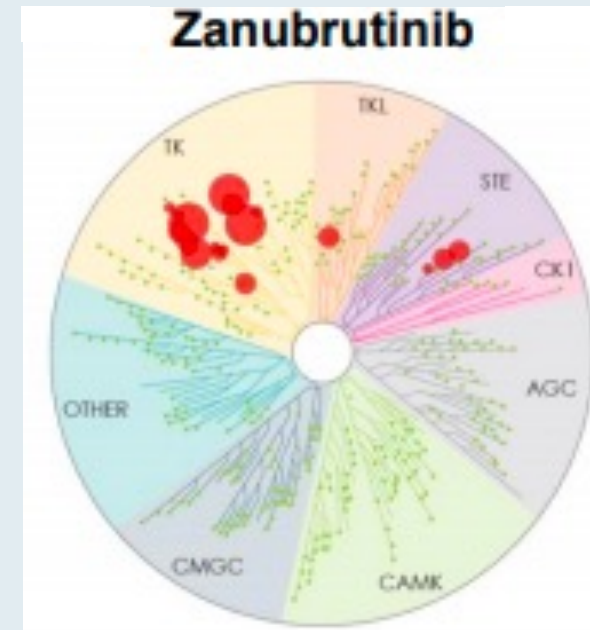 Zanubrutinib
TKL
TK
STE
CK1
AGC
OTHER
CMGC
CAMK